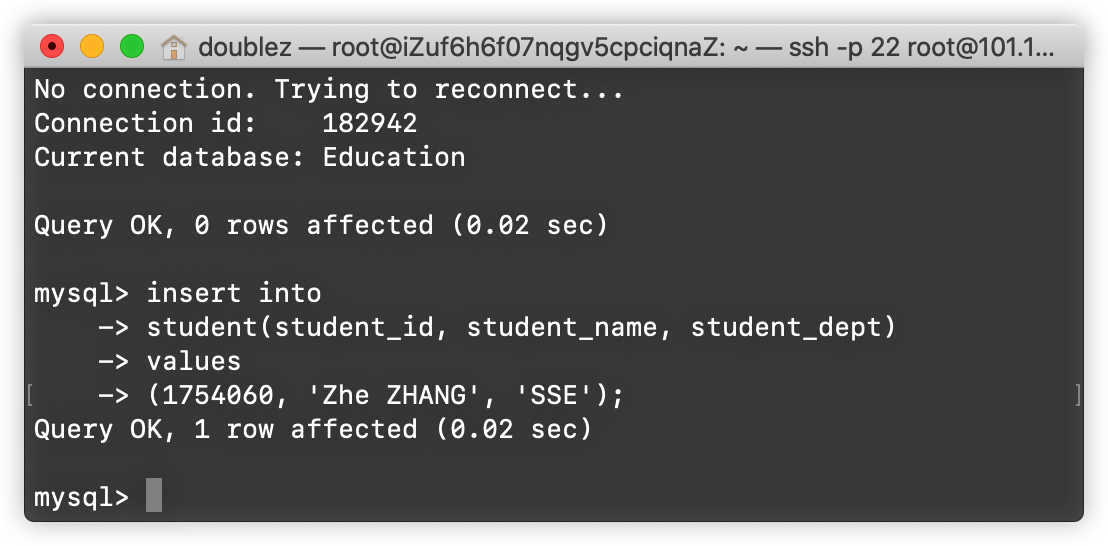 doublez — root@iZuf6h6f07nqgv5cpciqnaZ: ~ — ssh -p 22 root@101.1...
No connection. Trying to reconnect...
Connection id:    182942
Current database: Education
Query OK, 0 rows affected (0.02 sec)
mysql> insert into
    -> student(student_id, student_name, student_dept)
    -> values
[    -> (1754060, 'Zhe ZHANG', 'SSE');    ]
Query OK, 1 row affected (0.02 sec)
mysql>